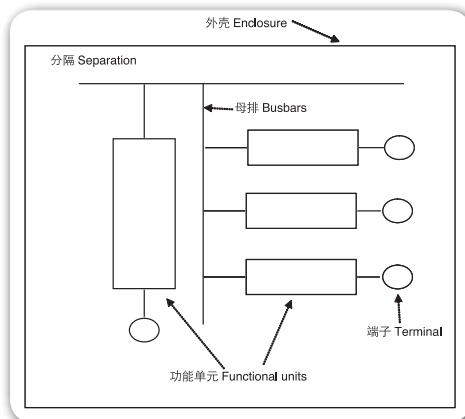 外壳 Enclosure
分隔 Separation
母排 Busbars
端子 Terminal
功能单元 Functional units